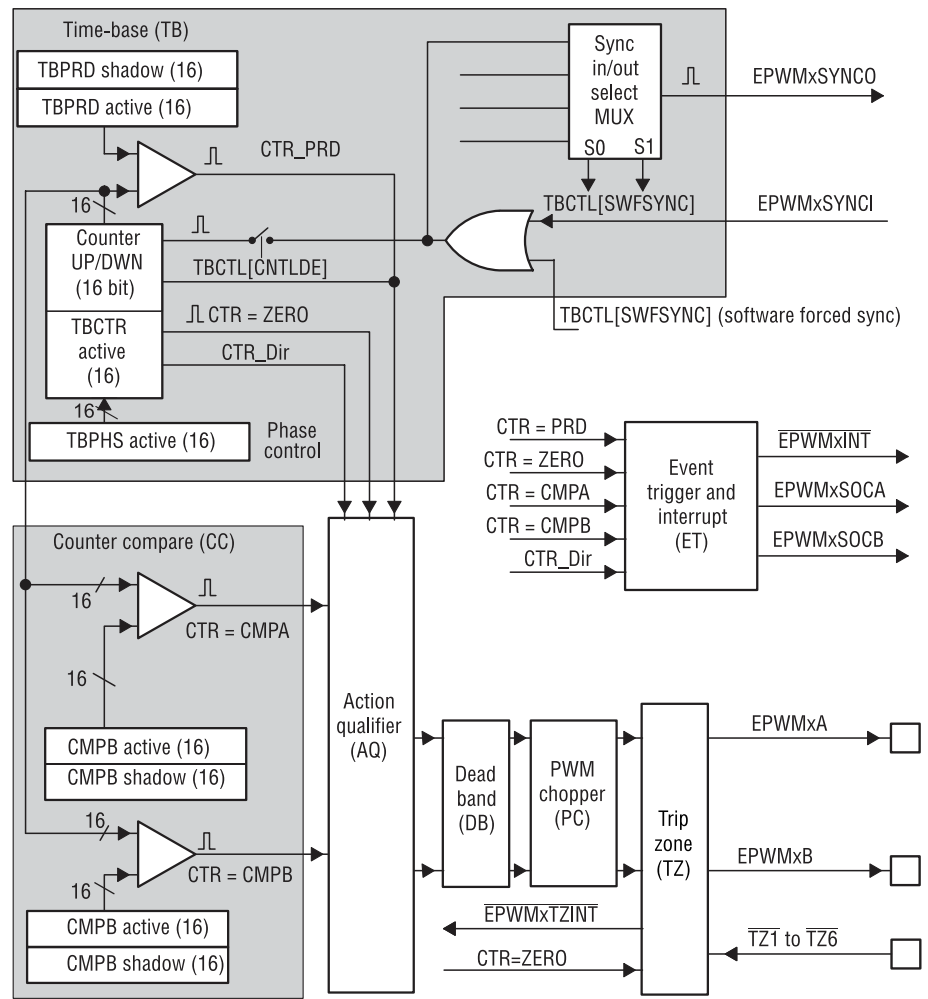 Time-base (TB)
TBPRD shadow (16)
TBPRD active (16)
CTR_PRD
16
Counter
UP/DWN
(16 bit)
TBCTR
active
(16)
TBCTL[CNTLDE]
CTR = ZERO
CTR_Dir
16
TBPHS active (16)
Phase
control
Sync
in/out
select
MUX
S0 S1
EPWMxSYNCO
TBCTL[SWFSYNC]
EPWMxSYNCI
TBCTL[SWFSYNC] (software forced sync)
CTR = PRD
CTR = ZERO
CTR = CMPA
CTR = CMPB
CTR_Dir
Event
trigger and
interrupt
(ET)
EPWMxINT
EPWMxSOCA
EPWMxSOCB
Counter compare (CC)
16
CTR = CMPA
16
CMPB active (16)
CMPB shadow (16)
16
CTR = CMPB
16
CMPB active (16)
CMPB shadow (16)
Action
qualifier
(AQ)
Dead
band
(DB)
PWM
chopper
(PC)
Trip
zone
(TZ)
EPWMxA
EPWMxB
EPWMxTZINT
CTR=ZERO
TZ1 to TZ6